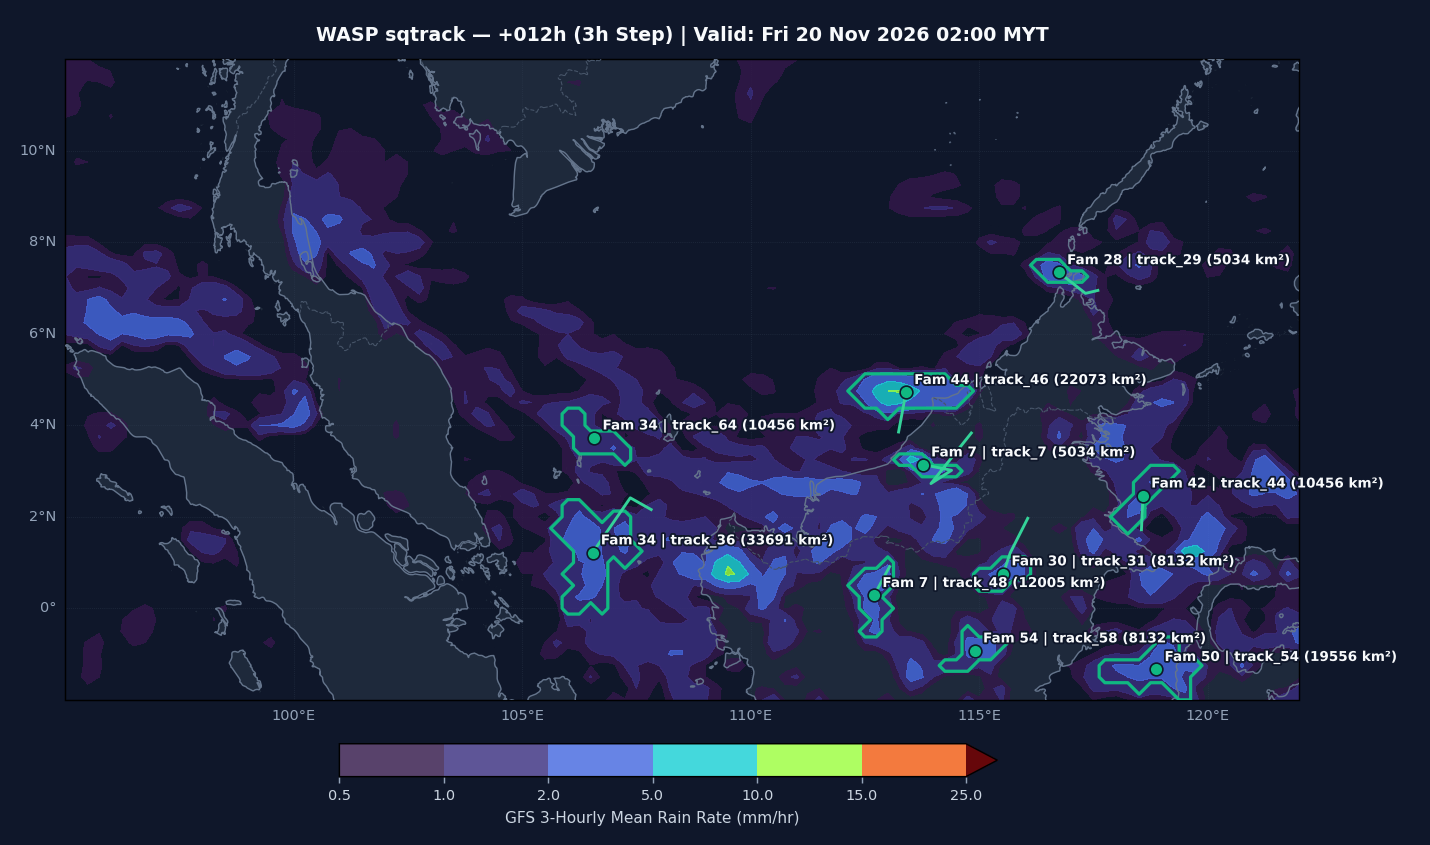 WASP sqtrack — +012h (3h Step) | Valid: Fri 20 Nov 2026 02:00 MYT
10°N
8°N
Fam 28 | track_29 (5034 km²)
6°N
Fam 44 | track_46 (22073 km²)
4°N
Fam 34 | track_64 (10456 km²)
Fam 7 | track_7 (5034 km²)
Fam 42 | track_44 (10456 km²)
2°N
Fam 34 | track_36 (33691 km²)
Fam 30 | track_31 (8132 km²)
Fam 7 | track_48 (12005 km²)
0°
Fam 54 | track_58 (8132 km²)
Fam 50 | track_54 (19556 km²)
100°E 105°E 110°E 115°E 120°E
0.5 1.0 2.0 5.0 10.0 15.0 25.0
GFS 3-Hourly Mean Rain Rate (mm/hr)